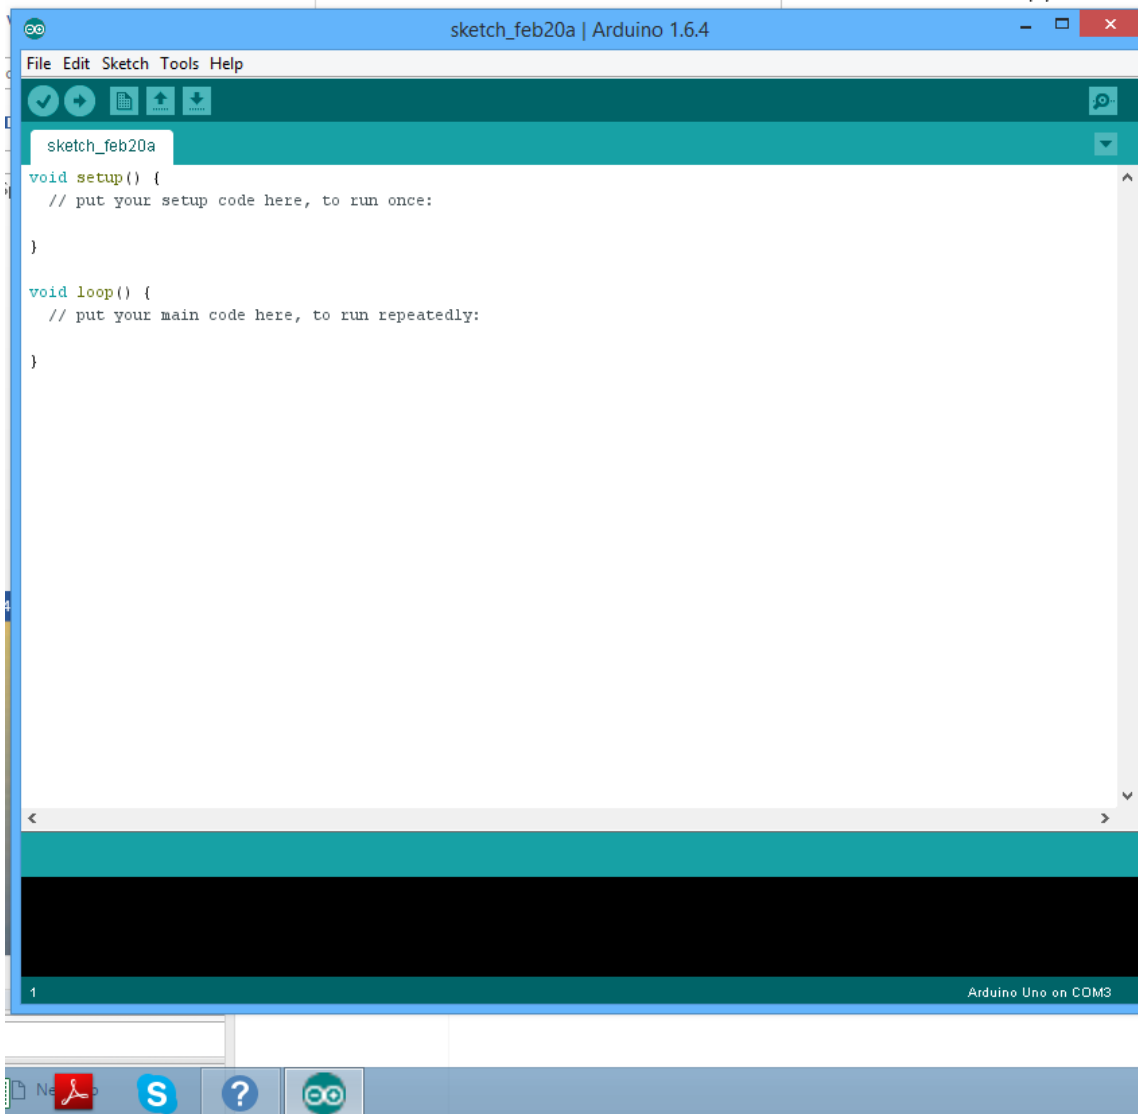 sketch_feb20a | Arduino 1.6.4
File Edit Sketch Tools Help
sketch_feb20a
void setup() {
  // put your setup code here, to run once:

}

void loop() {
  // put your main code here, to run repeatedly:

}
1
Arduino Uno on COM3